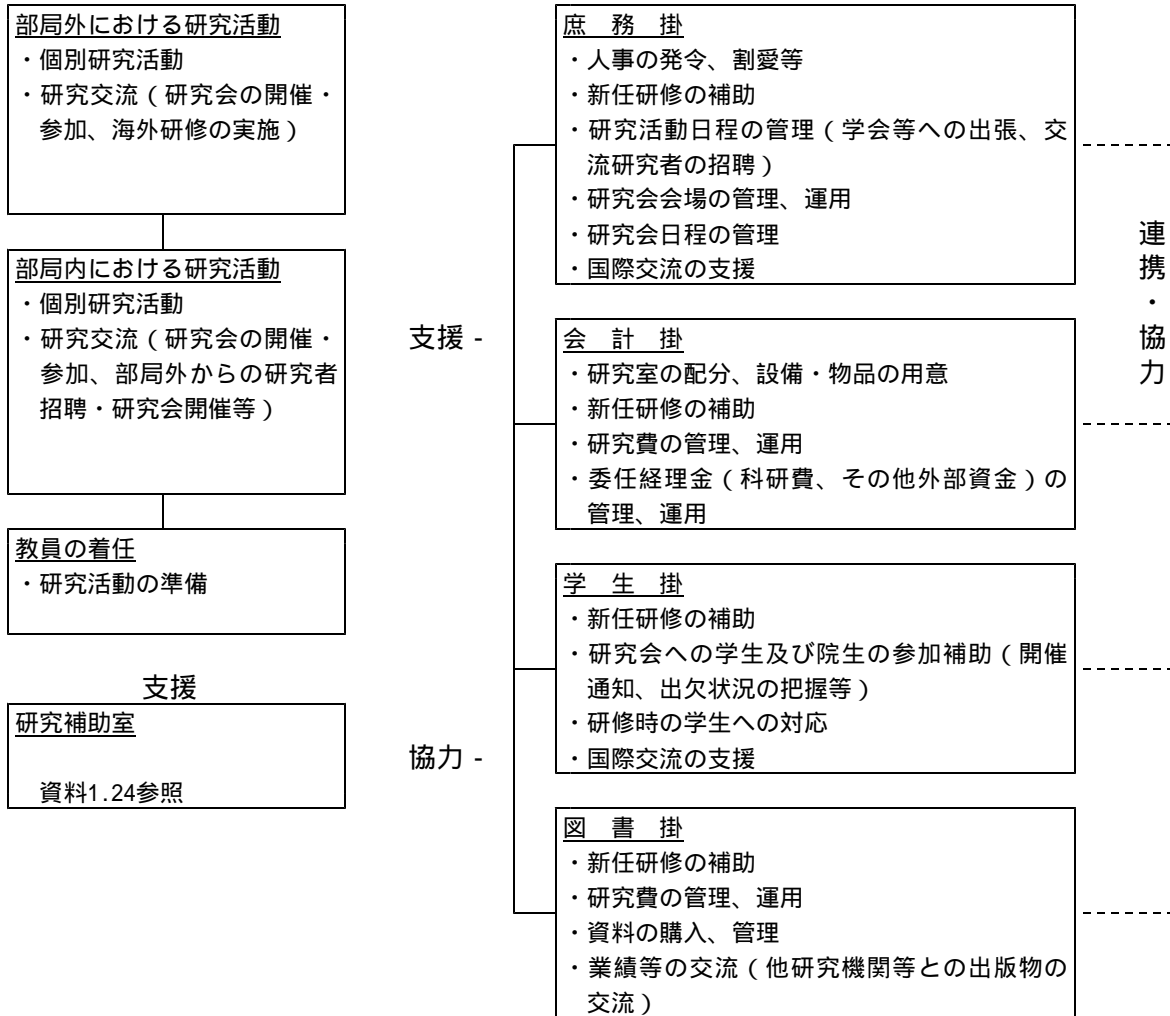 部局外における研究活動
・個別研究活動
・研究交流（研究会の開催・
参加、海外研修の実施）
部局内における研究活動
・個別研究活動
・研究交流（研究会の開催・
参加、部局外からの研究者
招聘・研究会開催等）
教員の着任
・研究活動の準備
支援
研究補助室
資料1.24参照
支援 -
協力 -
庶　務　掛
・人事の発令、割愛等
・新任研修の補助
・研究活動日程の管理（学会等への出張、交
流研究者の招聘）
・研究会会場の管理、運用
・研究会日程の管理
・国際交流の支援
会　計　掛
・研究室の配分、設備・物品の用意
・新任研修の補助
・研究費の管理、運用
・委任経理金（科研費、その他外部資金）の
管理、運用
学　生　掛
・新任研修の補助
・研究会への学生及び院生の参加補助（開催
通知、出欠状況の把握等）
・研修時の学生への対応
・国際交流の支援
図　書　掛
・新任研修の補助
・研究費の管理、運用
・資料の購入、管理
・業績等の交流（他研究機関等との出版物の
交流）
連携・協力